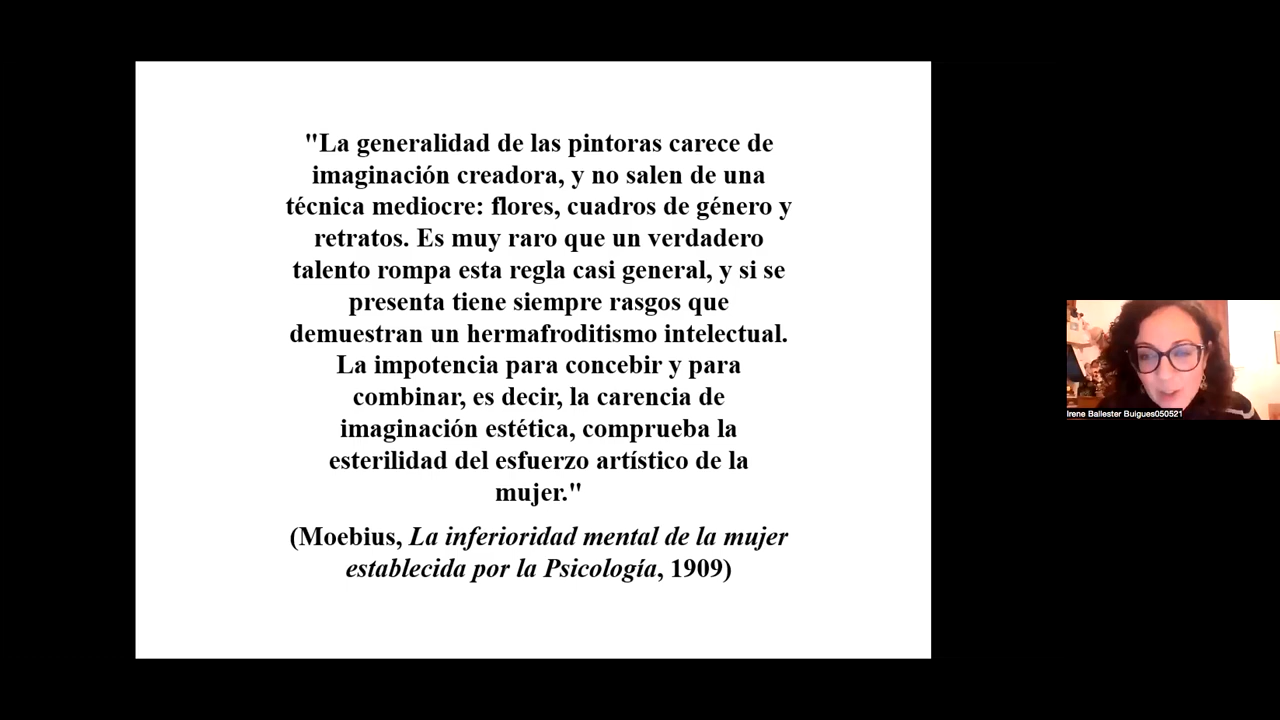 "La generalidad de las pintoras carece de
imaginación creadora, y no salen de una
técnica mediocre: flores, cuadros de género y
retratos. Es muy raro que un verdadero
talento rompa esta regla casi general, y si se
presenta tiene siempre rasgos que
demuestran un hermafroditismo intelectual.
La impotencia para concebir y para
combinar, es decir, la carencia de
imaginación estética, comprueba la
esterilidad del esfuerzo artístico de la
mujer."
(Moebius, La inferioridad mental de la mujer
establecida por la Psicología, 1909)
Irene Ballester Buigues050521